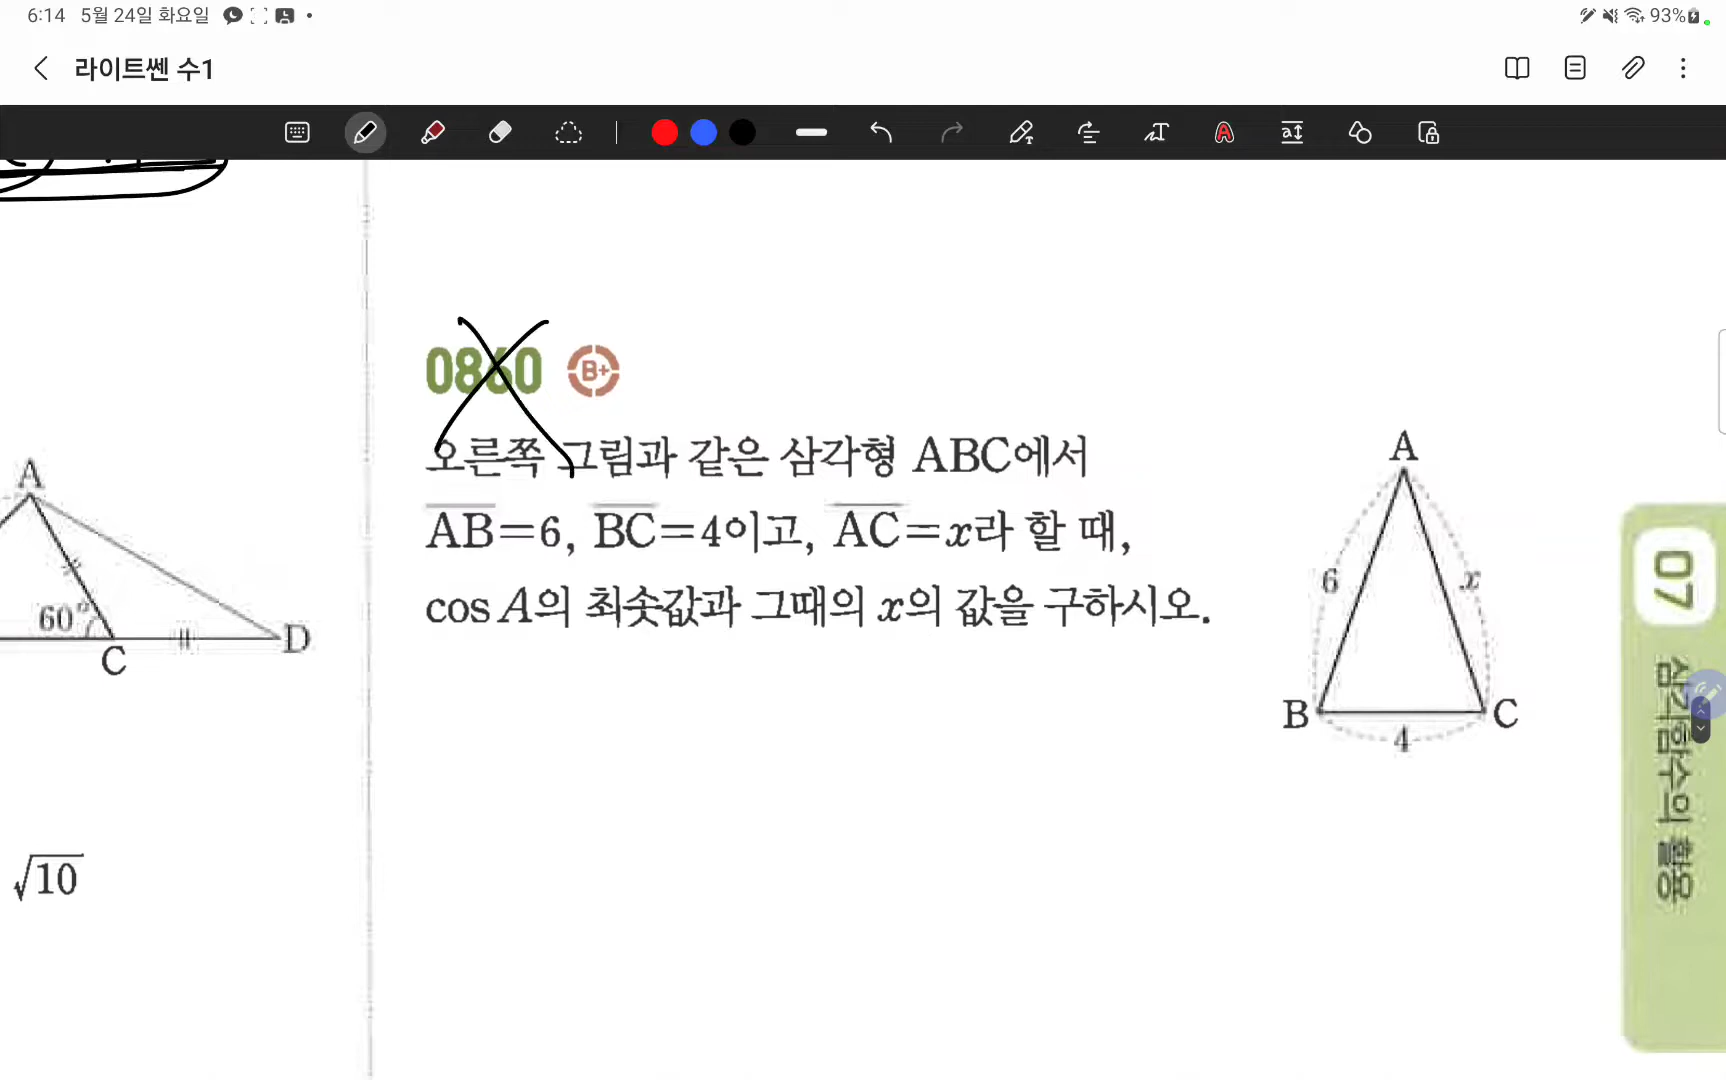 6:14 5월 24일 화요일
93%
라이트쎈 수1
0860 B+
오른쪽 그림과 같은 삼각형 ABC에서
AB=6, BC=4이고, AC=x라 할 때,
cos A의 최솟값과 그때의 x의 값을 구하시오.
A
6
x
B
C
4
A
60°
C
D
√10
07
삼각함수의 활용